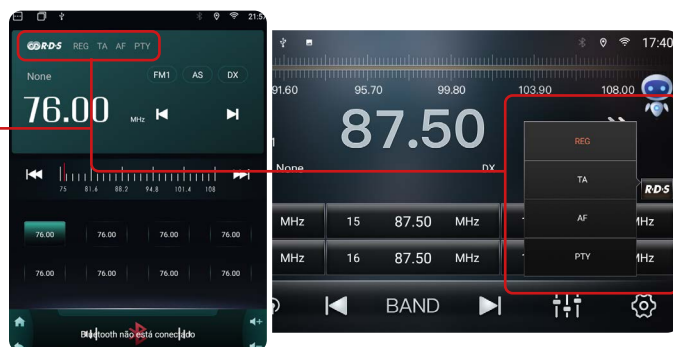 21:57
RDS REG TA AF PTY
None FM1 AS DX
76.00 MHz
75 81.6 88.2 94.8 101.4 108
76.00 76.00 76.00 76.00
76.00 76.00 76.00 76.00
Bluetooth não está conectado
17:40
91.60 95.70 99.80 103.90 108.00
87.50
None DX
REG
TA
AF
PTY
RDS
MHz 15 87.50 MHz MHz
MHz 16 87.50 MHz MHz
BAND